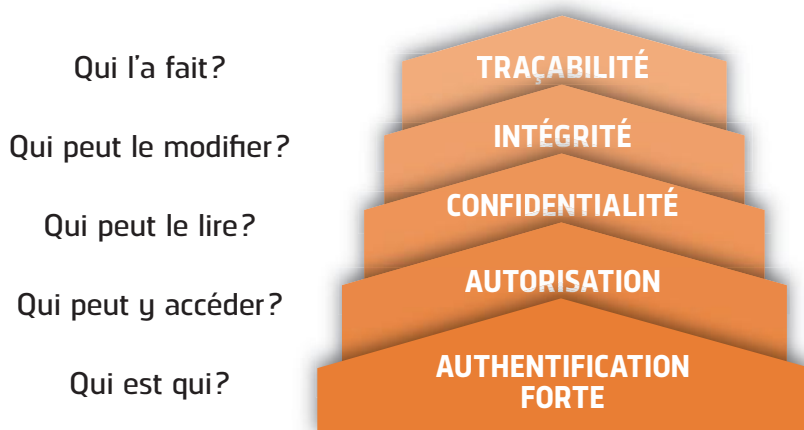 Qui l'a fait?
TRAÇABILITÉ
Qui peut le modifier?
INTÉGRITÉ
Qui peut le lire?
CONFIDENTIALITÉ
Qui peut y accéder?
AUTORISATION
Qui est qui?
AUTHENTIFICATION
FORTE